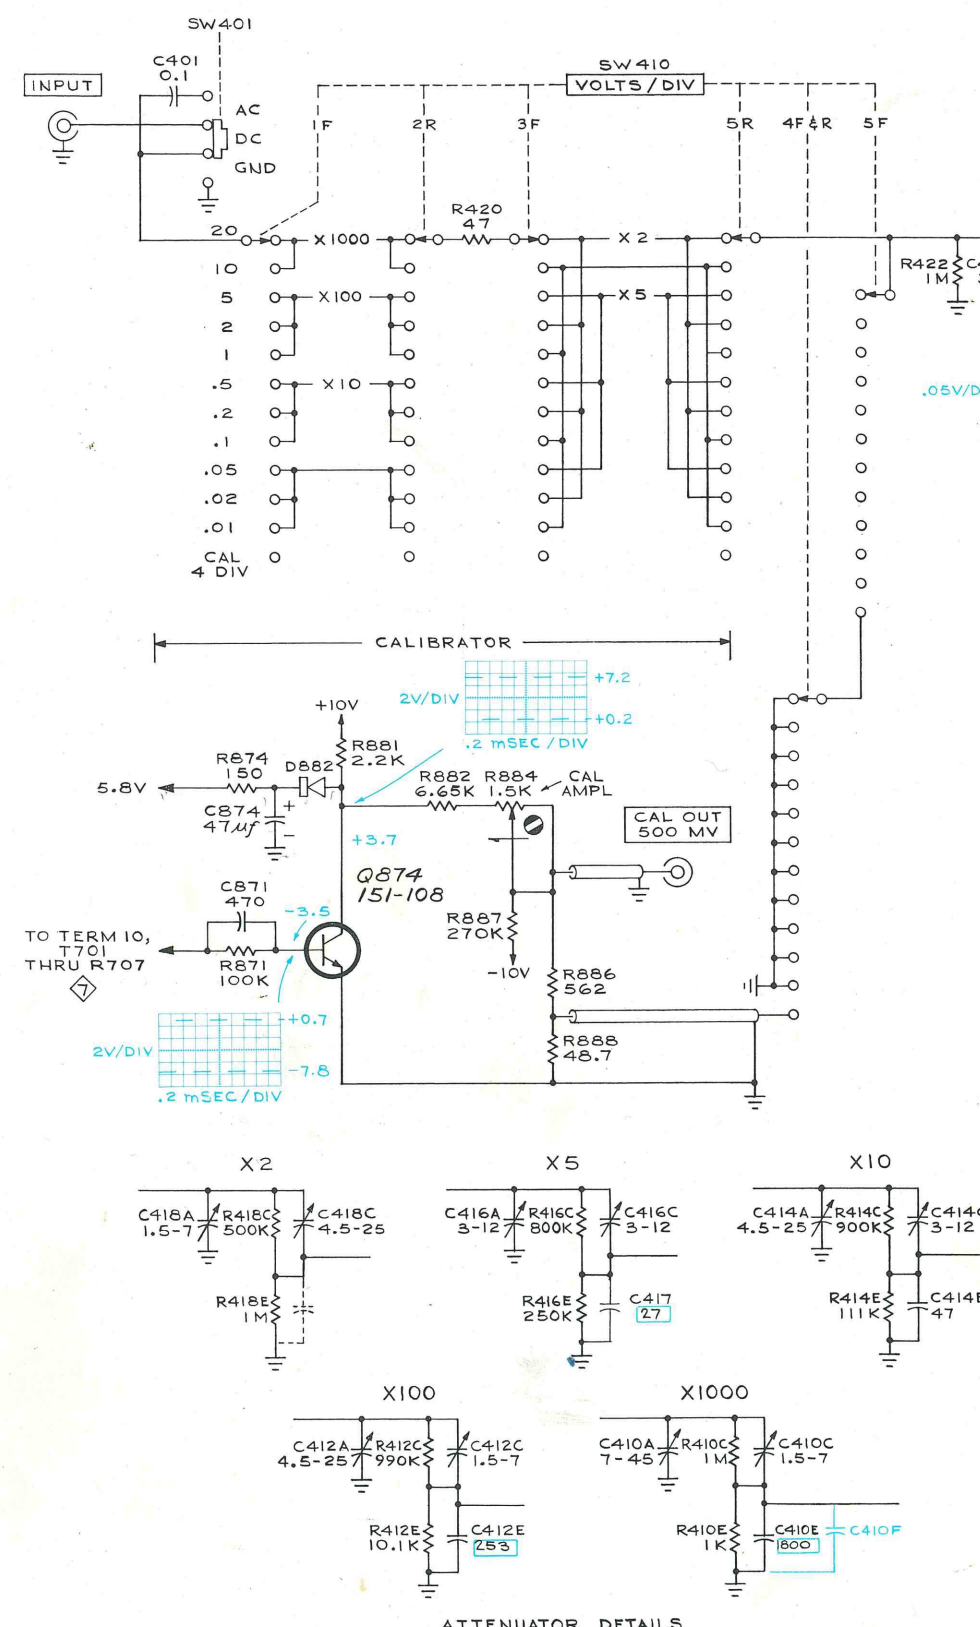 SW401
C401
0.1
INPUT
AC
DC
GND
SW410
VOLTS/DIV
1F
2R
3F
5R
4F&R
5F
R420
47
20
X1000
X2
10
5
X100
X5
2
1
.5
X10
.2
.1
.05
.02
.01
CAL
4 DIV
R422
1M
C4
.05V/D
CALIBRATOR
2V/DIV
+7.2
+0.2
.2 mSEC/DIV
+10V
R881
2.2K
R874
150
D882
5.8V
C874
47µf
+
−
R882
6.65K
R884
1.5K
CAL
AMPL
+3.7
CAL OUT
500 MV
Q874
151-108
C871
470
-3.5
TO TERM 10,
T701
THRU R707
7
R871
100K
R887
270K
-10V
R886
562
R888
48.7
2V/DIV
+0.7
-7.8
.2 mSEC/DIV
X2
C418A
1.5-7
R418C
500K
C418C
4.5-25
R418E
1M
X5
C416A
3-12
R416C
800K
C416C
3-12
R416E
250K
C417
27
X10
C414A
4.5-25
R414C
900K
C414C
3-12
R414E
111K
C414E
47
X100
C412A
4.5-25
R412C
990K
C412C
1.5-7
R412E
10.1K
C412E
253
X1000
C410A
7-45
R410C
1M
C410C
1.5-7
R410E
1K
C410E
1800
C410F
ATTENUATOR DETAILS